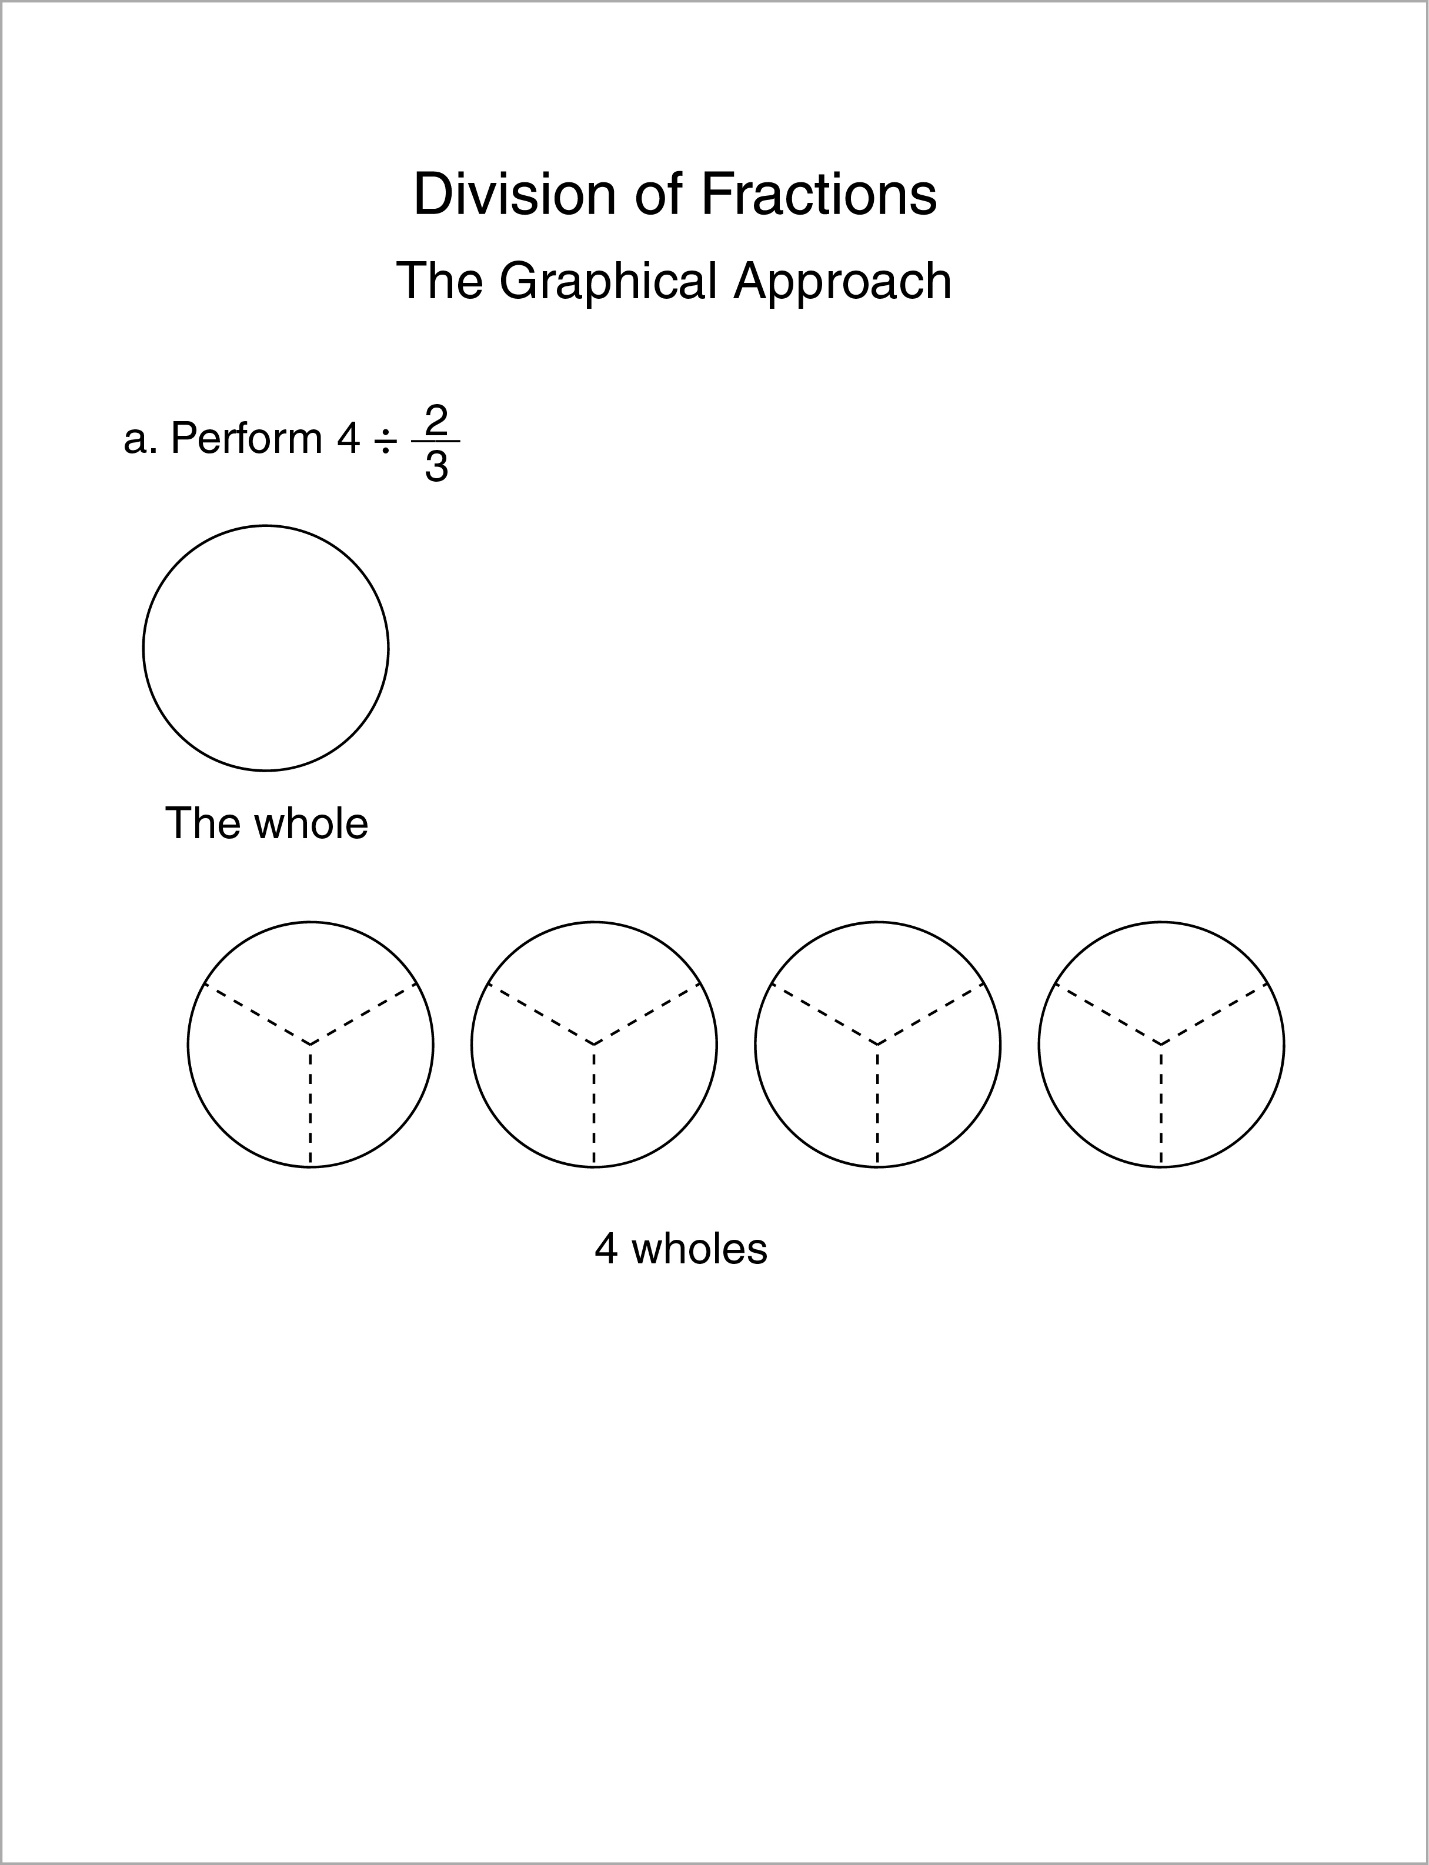 Division of Fractions
The Graphical Approach
a. Perform 4 ÷ 2/3
The whole
4 wholes